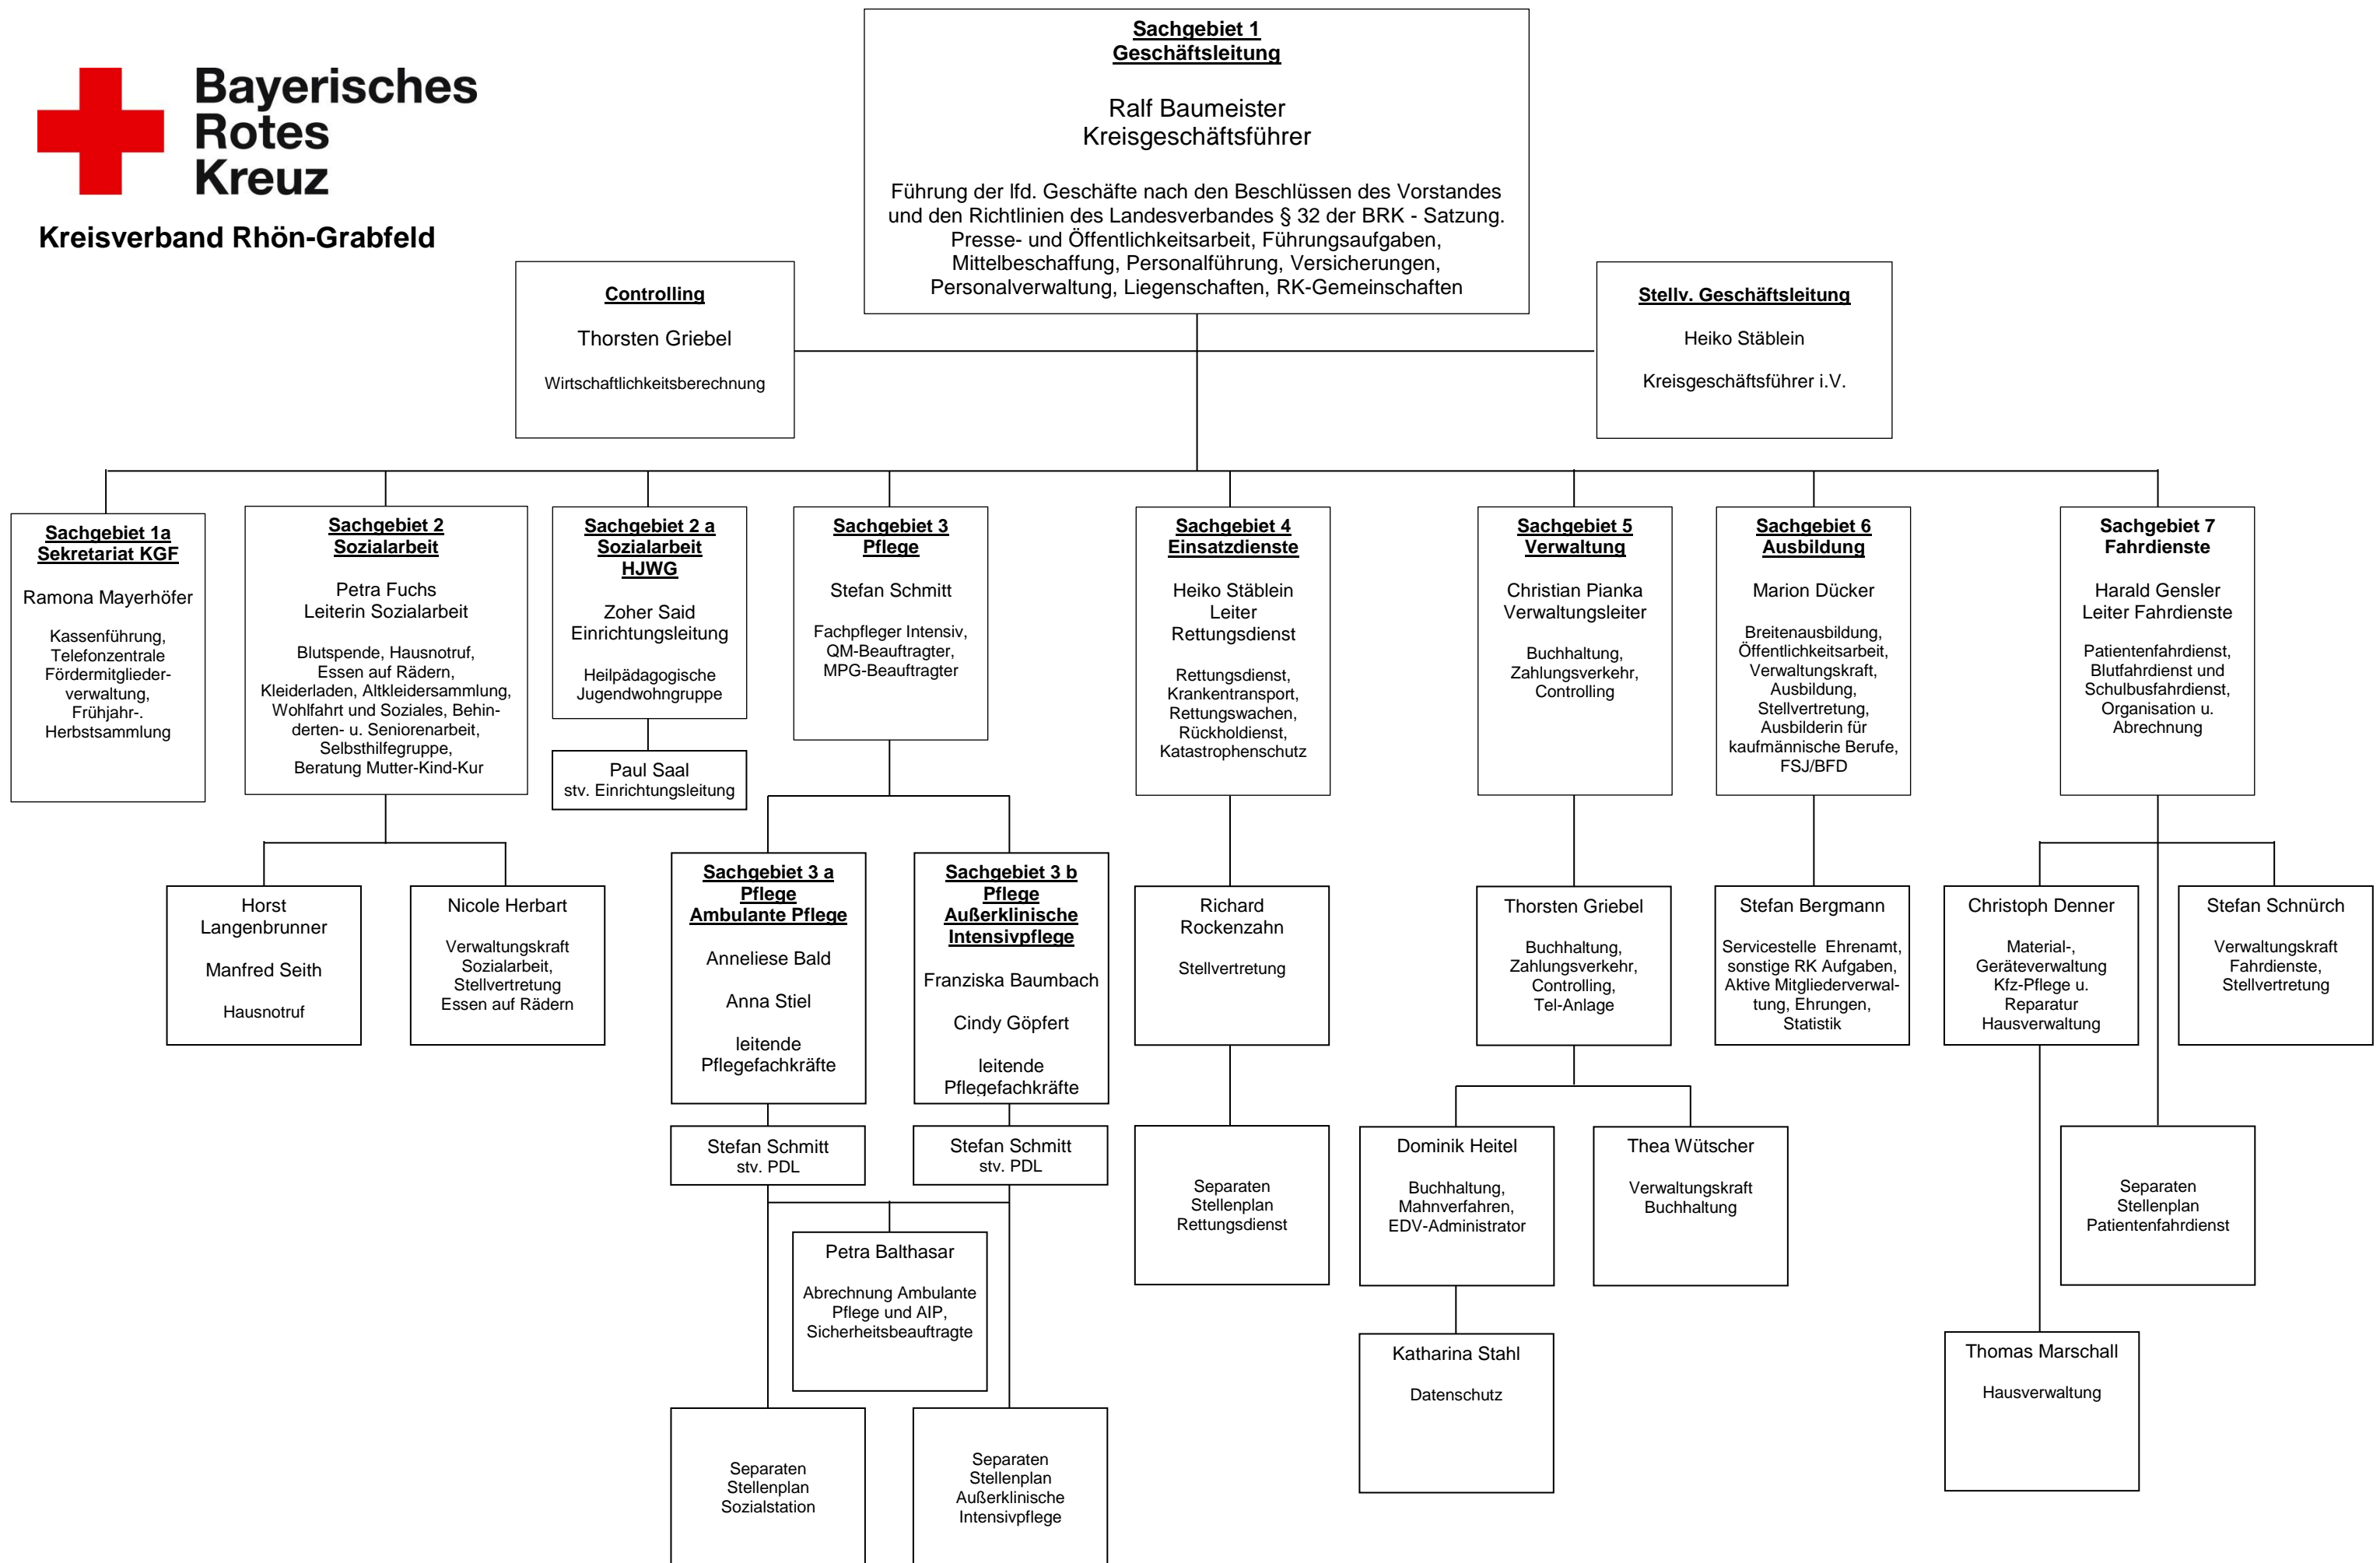 Bayerisches
Rotes
Kreuz
Kreisverband Rhön-Grabfeld
Sachgebiet 1
Geschäftsleitung
Ralf Baumeister
Kreisgeschäftsführer
Führung der lfd. Geschäfte nach den Beschlüssen des Vorstandes
und den Richtlinien des Landesverbandes § 32 der BRK - Satzung.
Presse- und Öffentlichkeitsarbeit, Führungsaufgaben,
Mittelbeschaffung, Personalführung, Versicherungen,
Personalverwaltung, Liegenschaften, RK-Gemeinschaften
Controlling
Thorsten Griebel
Wirtschaftlichkeitsberechnung
Stellv. Geschäftsleitung
Heiko Stäblein
Kreisgeschäftsführer i.V.
Sachgebiet 1a
Sekretariat KGF
Ramona Mayerhöfer
Kassenführung,
Telefonzentrale
Fördermitglieder-
verwaltung,
Frühjahr-.
Herbstsammlung
Sachgebiet 2
Sozialarbeit
Petra Fuchs
Leiterin Sozialarbeit
Blutspende, Hausnotruf,
Essen auf Rädern,
Kleiderladen, Altkleidersammlung,
Wohlfahrt und Soziales, Behin-
derten- u. Seniorenarbeit,
Selbsthilfegruppe,
Beratung Mutter-Kind-Kur
Sachgebiet 2 a
Sozialarbeit
HJWG
Zoher Said
Einrichtungsleitung
Heilpädagogische
Jugendwohngruppe
Paul Saal
stv. Einrichtungsleitung
Sachgebiet 3
Pflege
Stefan Schmitt
Fachpfleger Intensiv,
QM-Beauftragter,
MPG-Beauftragter
Sachgebiet 4
Einsatzdienste
Heiko Stäblein
Leiter
Rettungsdienst
Rettungsdienst,
Krankentransport,
Rettungswachen,
Rückholdienst,
Katastrophenschutz
Sachgebiet 5
Verwaltung
Christian Pianka
Verwaltungsleiter
Buchhaltung,
Zahlungsverkehr,
Controlling
Sachgebiet 6
Ausbildung
Marion Dücker
Breitenausbildung,
Öffentlichkeitsarbeit,
Verwaltungskraft,
Ausbildung,
Stellvertretung,
Ausbilderin für
kaufmännische Berufe,
FSJ/BFD
Sachgebiet 7
Fahrdienste
Harald Gensler
Leiter Fahrdienste
Patientenfahrdienst,
Blutfahrdienst und
Schulbusfahrdienst,
Organisation u.
Abrechnung
Horst
Langenbrunner
Manfred Seith
Hausnotruf
Nicole Herbart
Verwaltungskraft
Sozialarbeit,
Stellvertretung
Essen auf Rädern
Sachgebiet 3 a
Pflege
Ambulante Pflege
Anneliese Bald
Anna Stiel
leitende
Pflegefachkräfte
Sachgebiet 3 b
Pflege
Außerklinische
Intensivpflege
Franziska Baumbach
Cindy Göpfert
leitende
Pflegefachkräfte
Richard
Rockenzahn
Stellvertretung
Thorsten Griebel
Buchhaltung,
Zahlungsverkehr,
Controlling,
Tel-Anlage
Stefan Bergmann
Servicestelle Ehrenamt,
sonstige RK Aufgaben,
Aktive Mitgliederverwal-
tung, Ehrungen,
Statistik
Christoph Denner
Material-,
Geräteverwaltung
Kfz-Pflege u.
Reparatur
Hausverwaltung
Stefan Schnürch
Verwaltungskraft
Fahrdienste,
Stellvertretung
Stefan Schmitt
stv. PDL
Stefan Schmitt
stv. PDL
Separaten
Stellenplan
Rettungsdienst
Dominik Heitel
Buchhaltung,
Mahnverfahren,
EDV-Administrator
Thea Wütscher
Verwaltungskraft
Buchhaltung
Separaten
Stellenplan
Patientenfahrdienst
Petra Balthasar
Abrechnung Ambulante
Pflege und AIP,
Sicherheitsbeauftragte
Katharina Stahl
Datenschutz
Thomas Marschall
Hausverwaltung
Separaten
Stellenplan
Sozialstation
Separaten
Stellenplan
Außerklinische
Intensivpflege